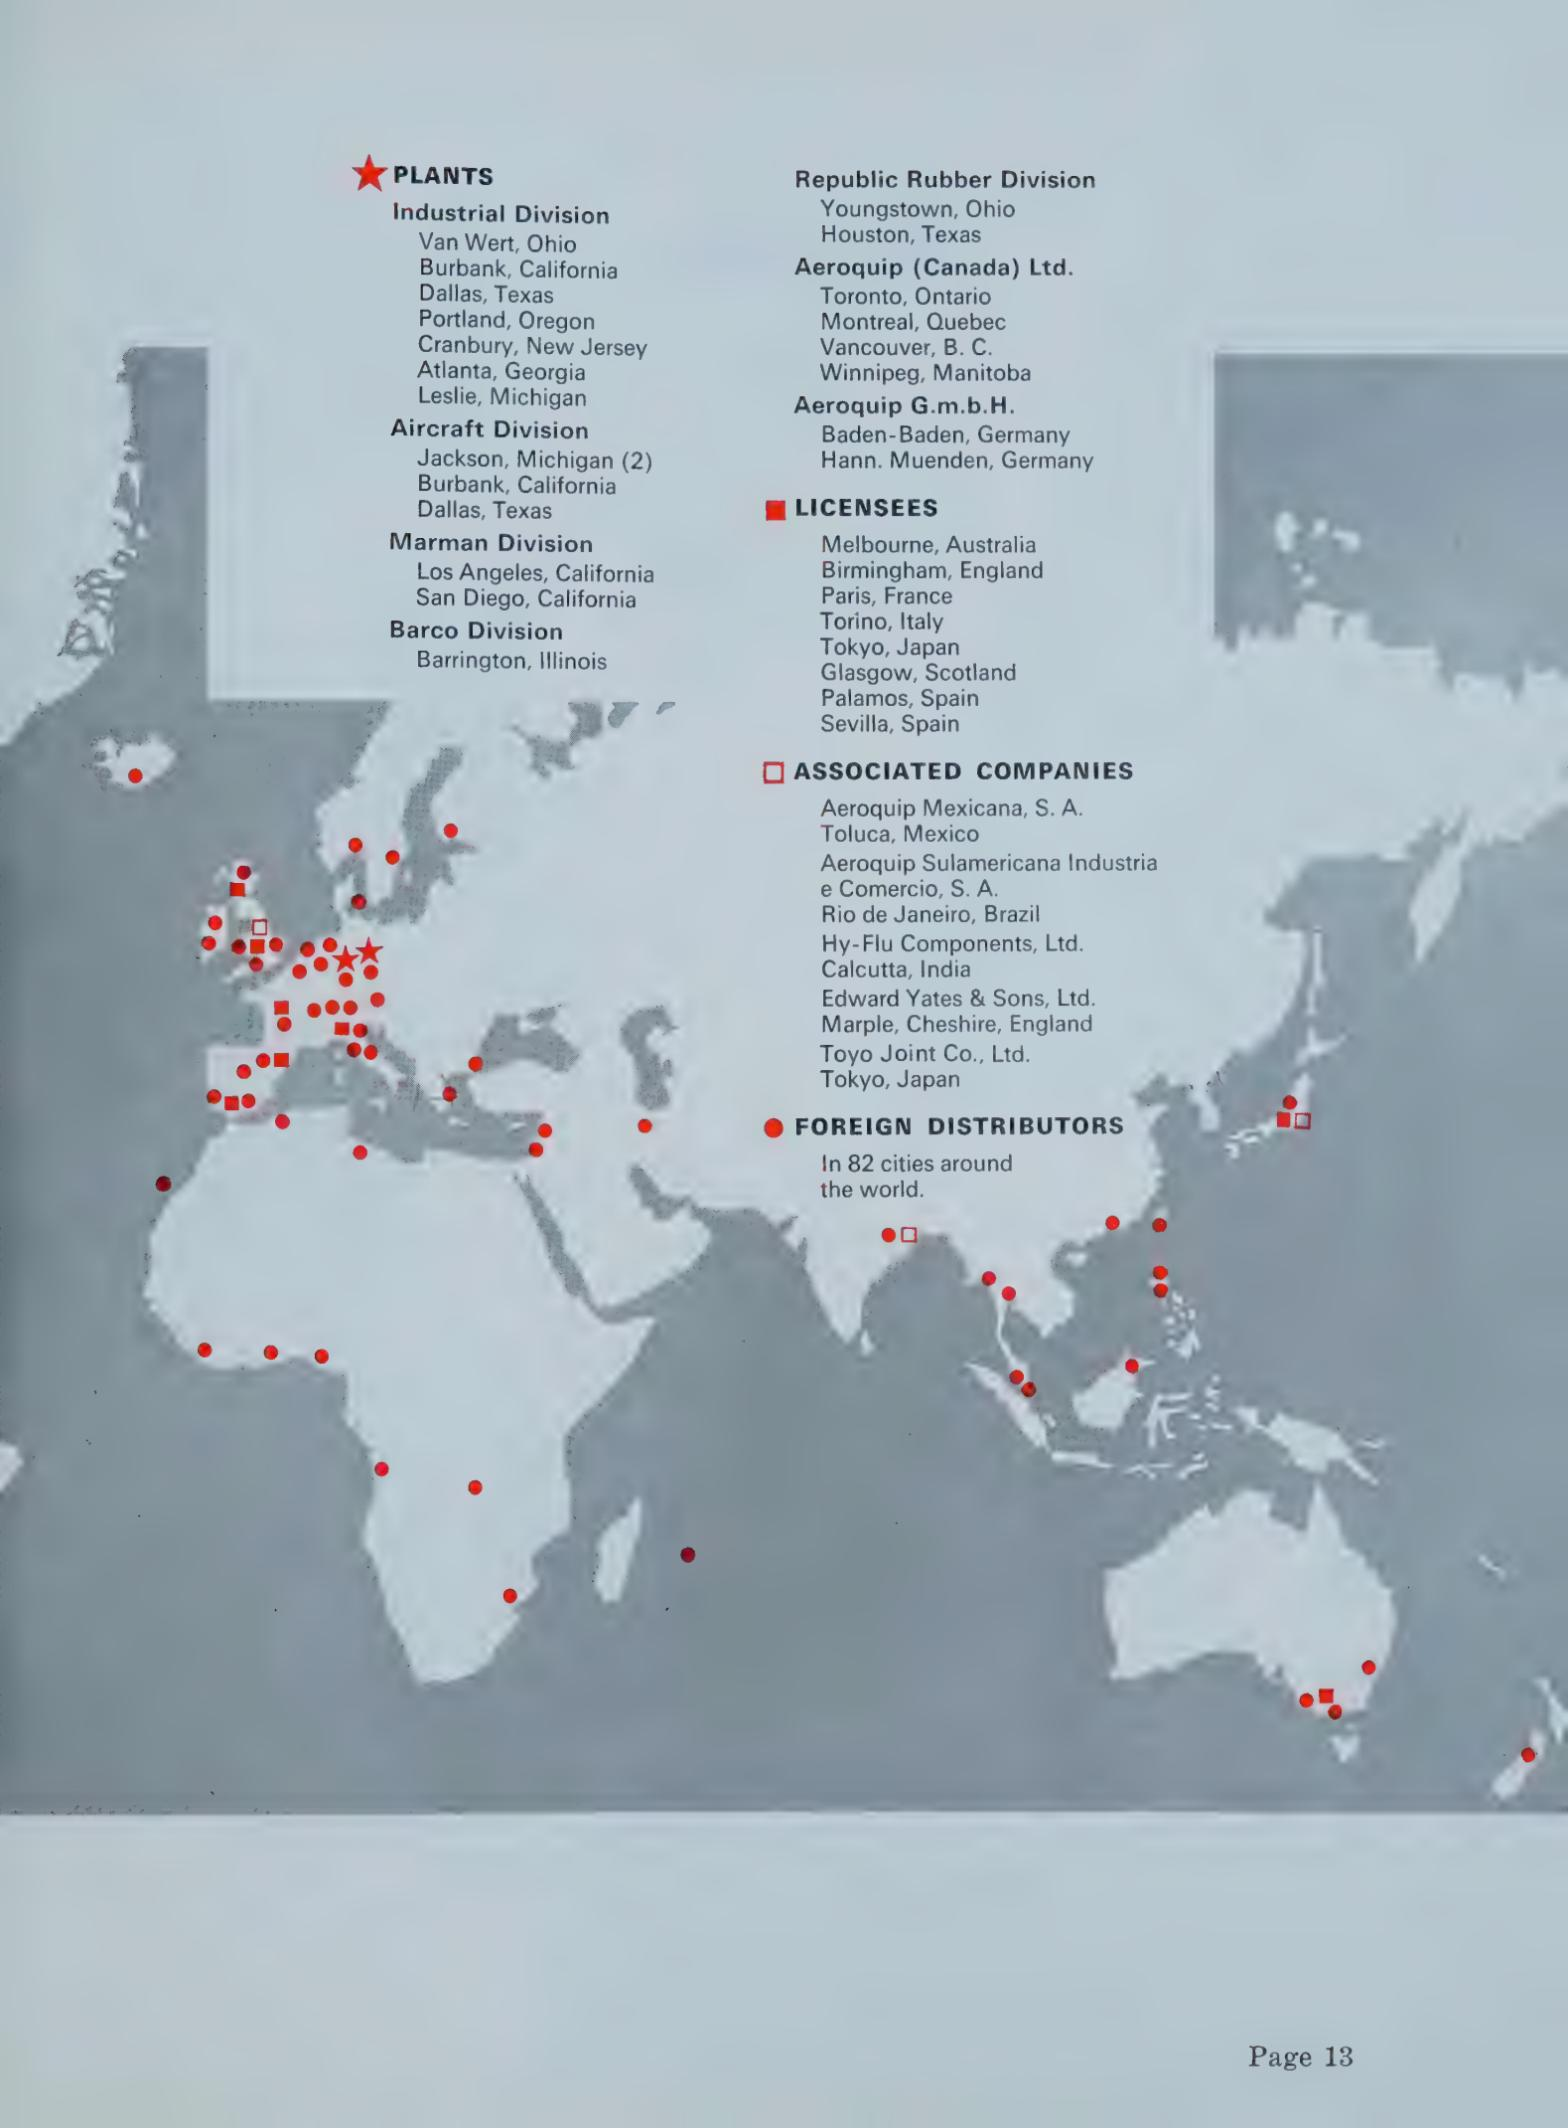 PLANTS
Industrial Division
Van Wert, Ohio
Burbank, California
Dallas, Texas
Portland, Oregon
Cranbury, New Jersey
Atlanta, Georgia
Leslie, Michigan
Aircraft Division
Jackson, Michigan (2)
Burbank, California
Dallas, Texas
Marman Division
Los Angeles, California
San Diego, California
Barco Division
Barrington, Illinois
Republic Rubber Division
Youngstown, Ohio
Houston, Texas
Aeroquip (Canada) Ltd.
Toronto, Ontario
Montreal, Quebec
Vancouver, B. C.
Winnipeg, Manitoba
Aeroquip G.m.b.H.
Baden-Baden, Germany
Hann. Muenden, Germany
LICENSEES
Melbourne, Australia
Birmingham, England
Paris, France
Torino, Italy
Tokyo, Japan
Glasgow, Scotland
Palamos, Spain
Sevilla, Spain
ASSOCIATED COMPANIES
Aeroquip Mexicana, S. A.
Toluca, Mexico
Aeroquip Sulamericana Industria
e Comercio, S. A.
Rio de Janeiro, Brazil
Hy-Flu Components, Ltd.
Calcutta, India
Edward Yates & Sons, Ltd.
Marple, Cheshire, England
Toyo Joint Co., Ltd.
Tokyo, Japan
FOREIGN DISTRIBUTORS
In 82 cities around
the world.
Page 13